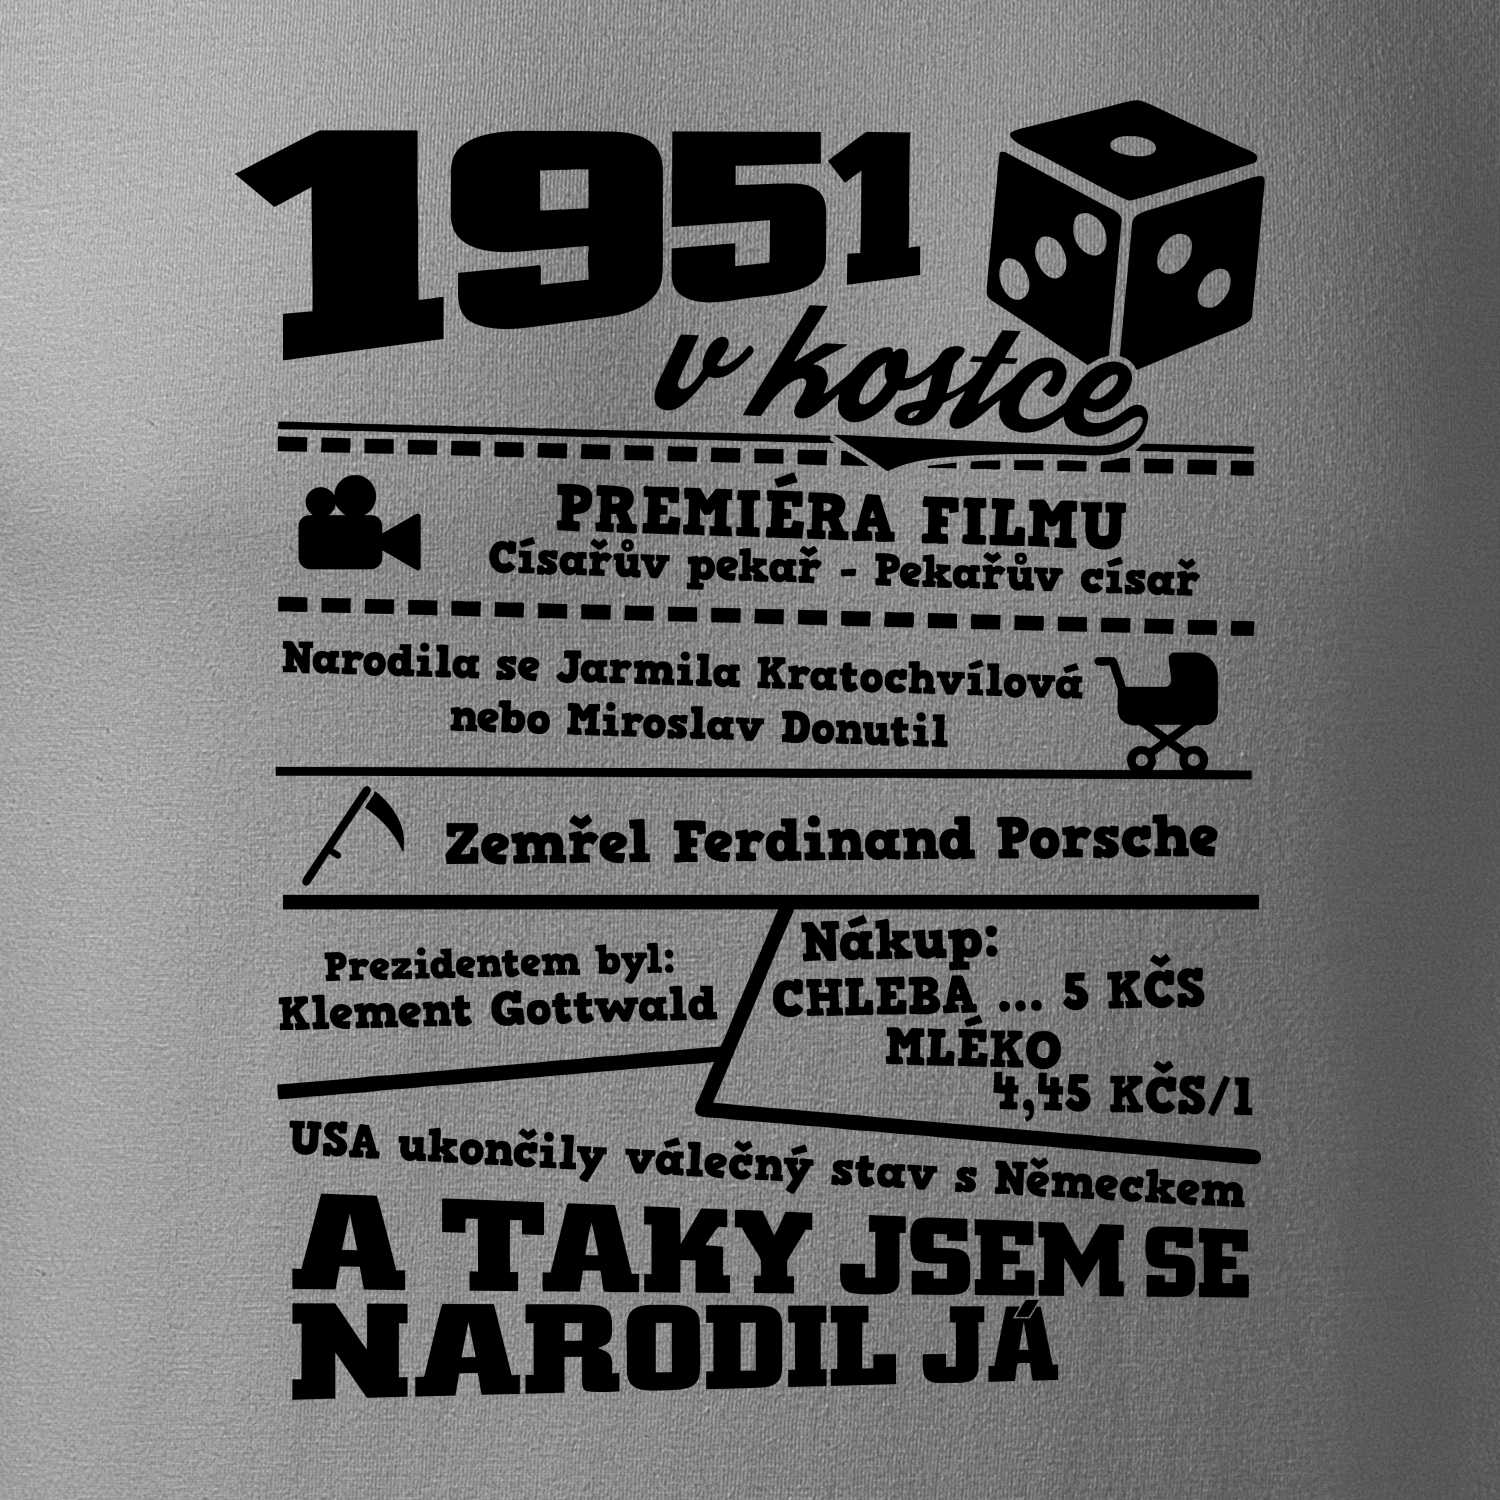 1951
v kostce
PREMIÉRA FILMU
Císařův pekař - Pekařův císař
Narodila se Jarmila Kratochvílová
nebo Miroslav Donutil
Zemřel Ferdinand Porsche
Prezidentem byl:
Klement Gottwald
Nákup:
CHLEBA ... 5 KČS
MLÉKO
4,45 KČS/l
USA ukončily válečný stav s Německem
A TAKY JSEM SE
NARODIL JÁ